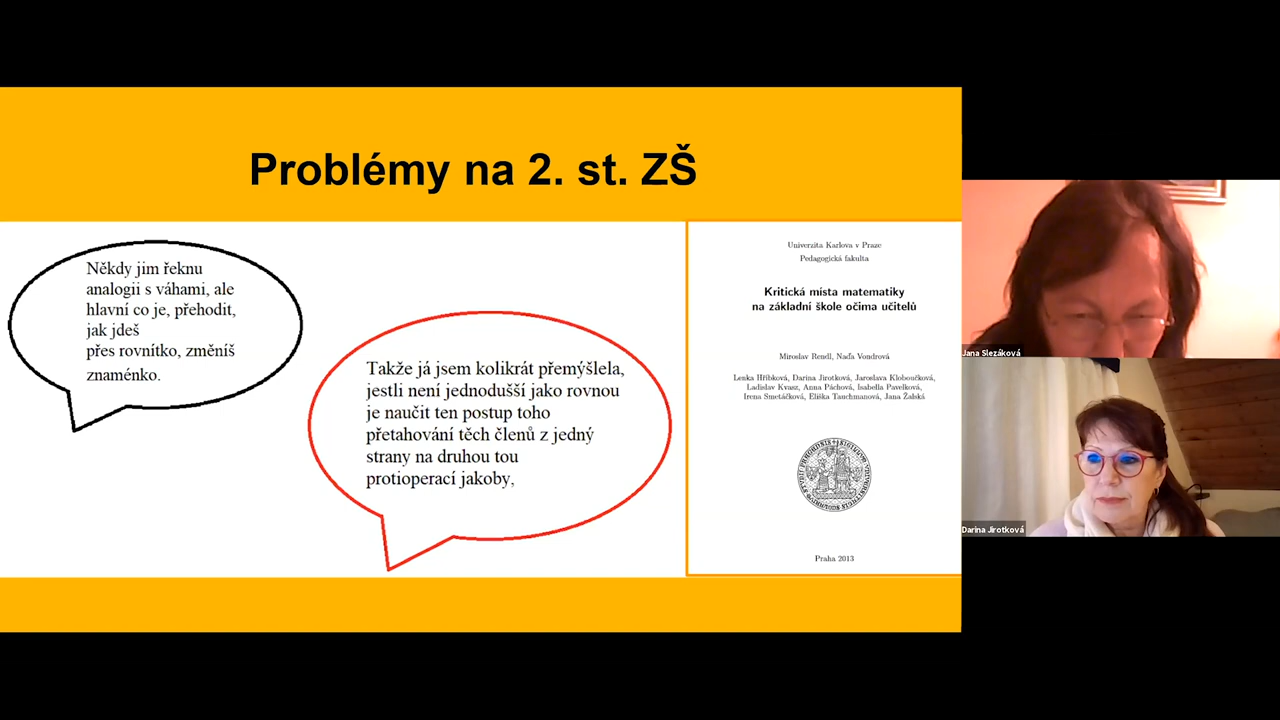 Problémy na 2. st. ZŠ
Někdy jim řeknu
analogii s váhami, ale
hlavní co je, přehodit,
jak jdeš
přes rovnítko, změníš
znaménko.
Takže já jsem kolikrát přemýšlela,
jestli není jednodušší jako rovnou
je naučit ten postup toho
přetahování těch členů z jedný
strany na druhou tou
protioperací jakoby,
Univerzita Karlova v Praze
Pedagogická fakulta
Kritická místa matematiky
na základní škole očima učitelů
Miroslav Rendl, Naďa Vondrová
Lenka Hříbková, Darina Jirotková, Jaroslava Kloboučková,
Ladislav Kvasz, Anna Páchová, Isabella Pavelková,
Irena Smetáčková, Eliška Tauchmanová, Jana Žalská
Praha 2013
Jana Slezáková
Darina Jirotková